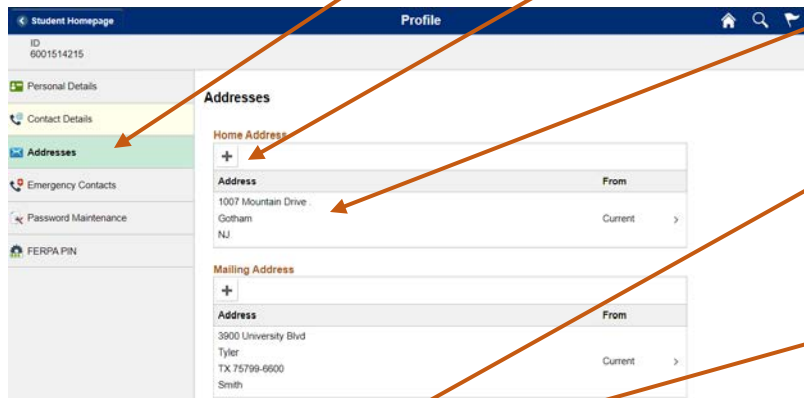 Student Homepage
Profile
ID
6001514215
Personal Details
Contact Details
Addresses
Emergency Contacts
Password Maintenance
FERPA PIN
Addresses
Home Address
+
Address From
1007 Mountain Drive .
Gotham
NJ
Current
Mailing Address
+
Address From
3900 University Blvd
Tyler
TX 75799-6600
Smith
Current